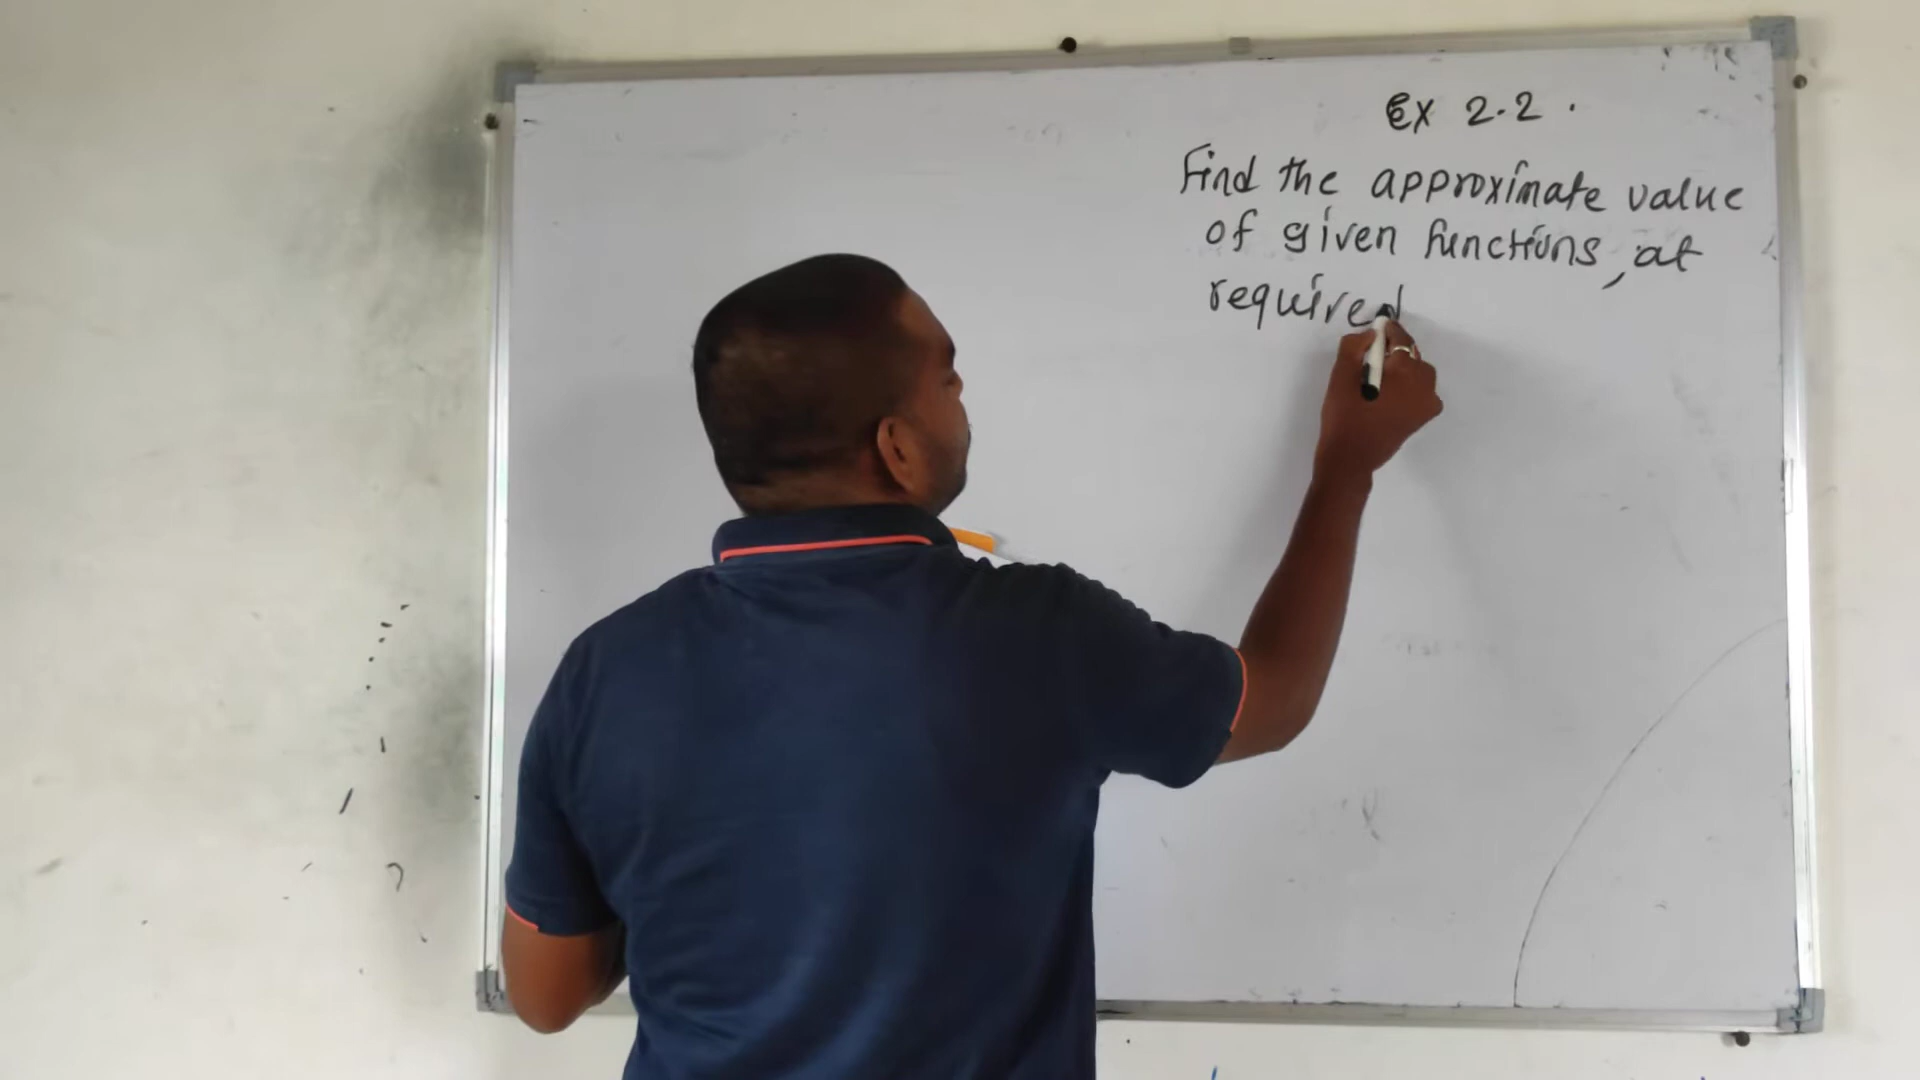 Ex 2.2.
Find the approximate value
of given functions, at
required